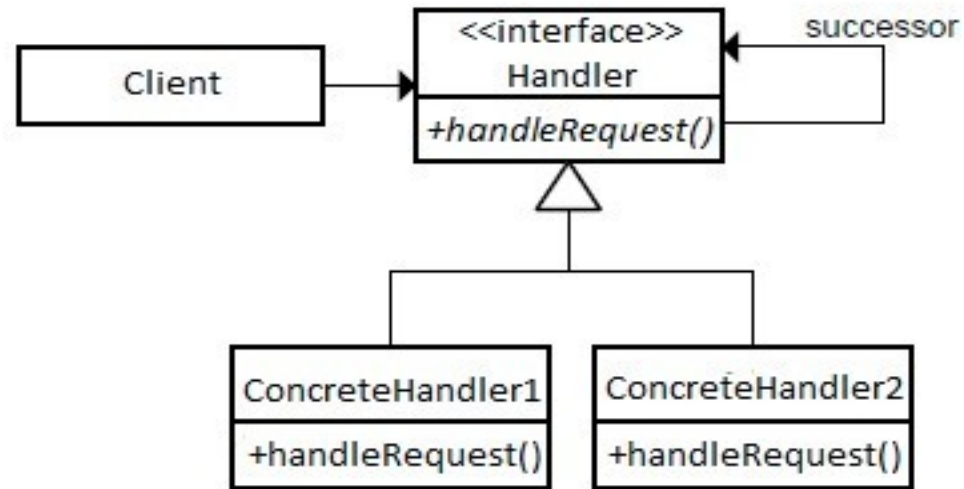 successor
<<interface>>
Handler
Client
+handleRequest()
ConcreteHandler1
+handleRequest()
ConcreteHandler2
+handleRequest()